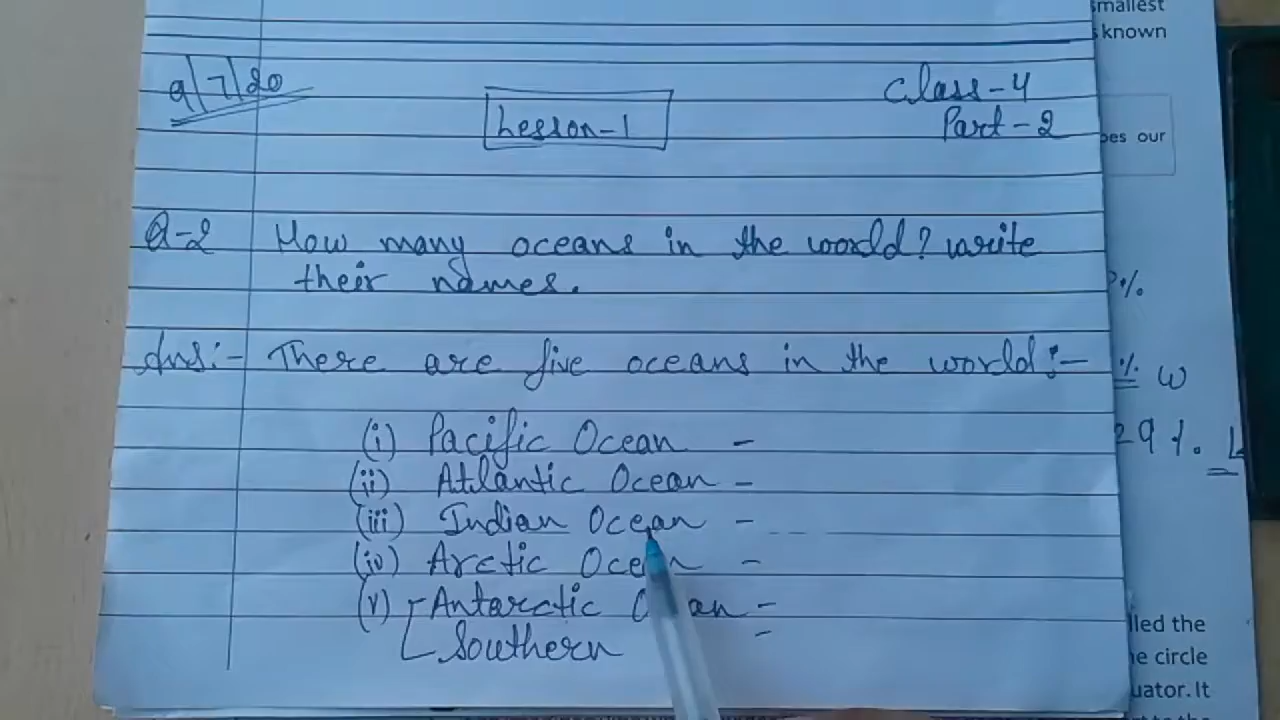 smallest
known
9/7/20
Class-4
Lesson-1
Part-2
es our
Q-2 How many oceans in the world? write
their names.
%
Ans:- There are five oceans in the world:-
% W
(i) Pacific Ocean -
29%. L
(ii) Atlantic Ocean -
(iii) Indian Ocean -
(iv) Arctic Ocean -
(v) Antarctic Ocean -
Southern -
lled the
e circle
uator. It